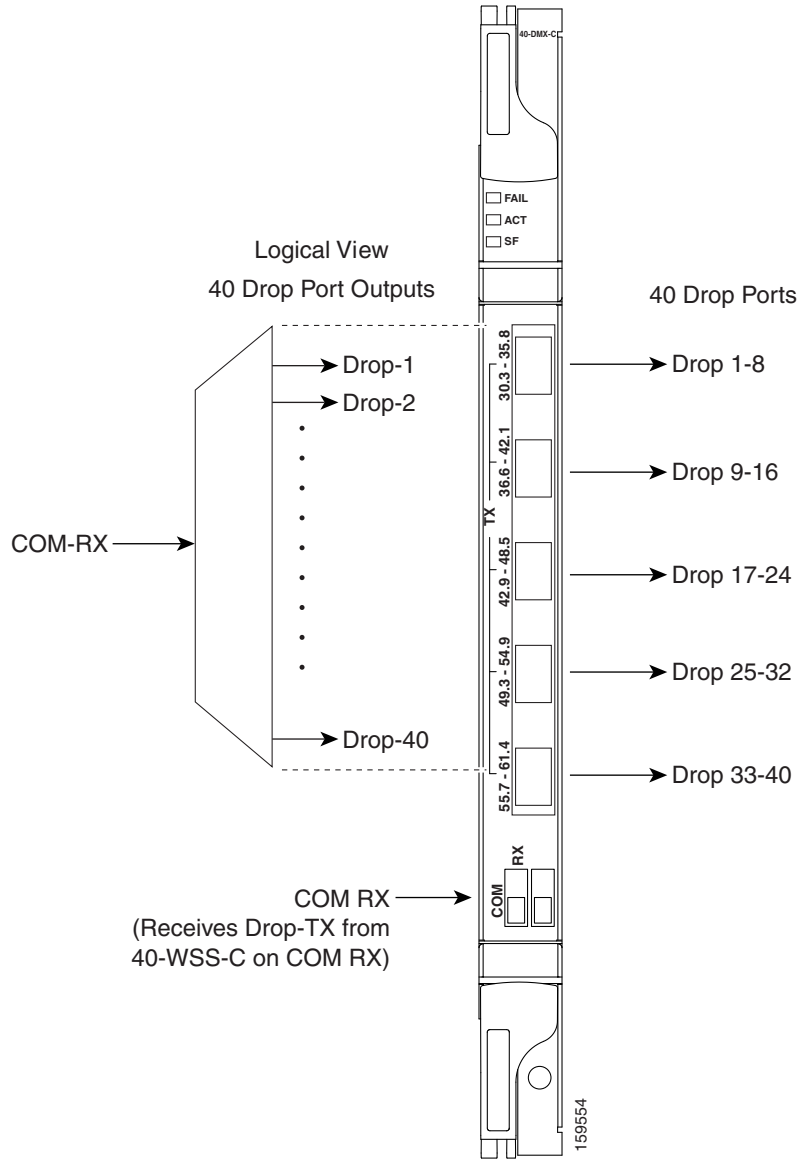 40-DMX-C
FAIL
ACT
SF
Logical View
40 Drop Port Outputs
40 Drop Ports
Drop-1
Drop-2
Drop-40
COM-RX
TX
30.3 - 35.8
36.6 - 42.1
42.9 - 48.5
49.3 - 54.9
55.7 - 61.4
Drop 1-8
Drop 9-16
Drop 17-24
Drop 25-32
Drop 33-40
COM RX
(Receives Drop-TX from
40-WSS-C on COM RX)
COM
RX
159554